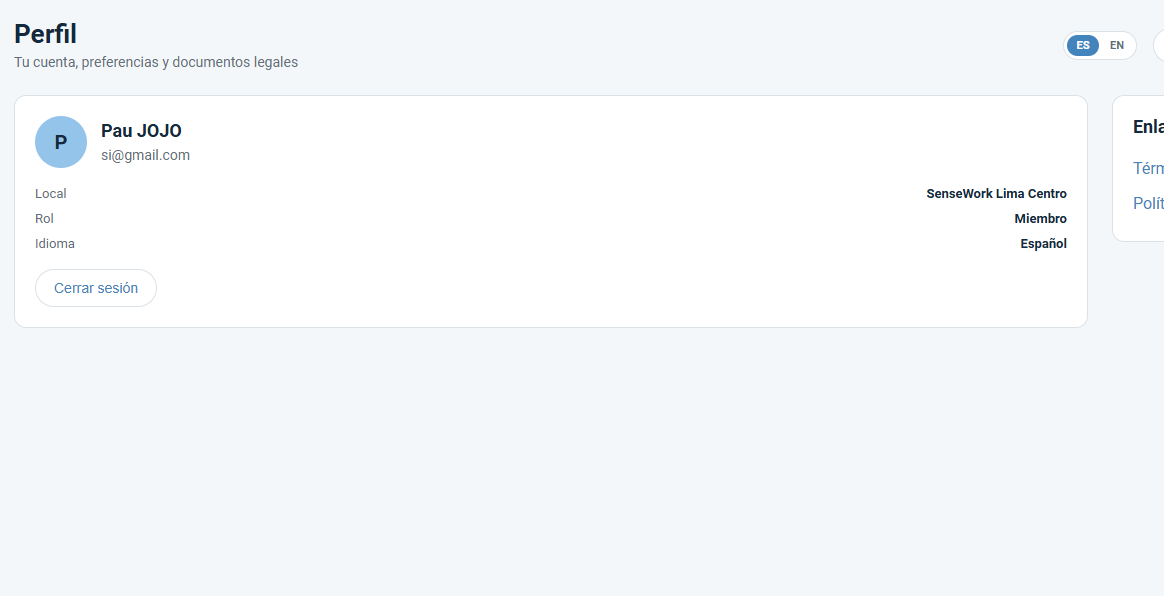 Perfil
Tu cuenta, preferencias y documentos legales
ES EN
P
Pau JOJO
si@gmail.com
Local SenseWork Lima Centro
Rol Miembro
Idioma Español
Cerrar sesión